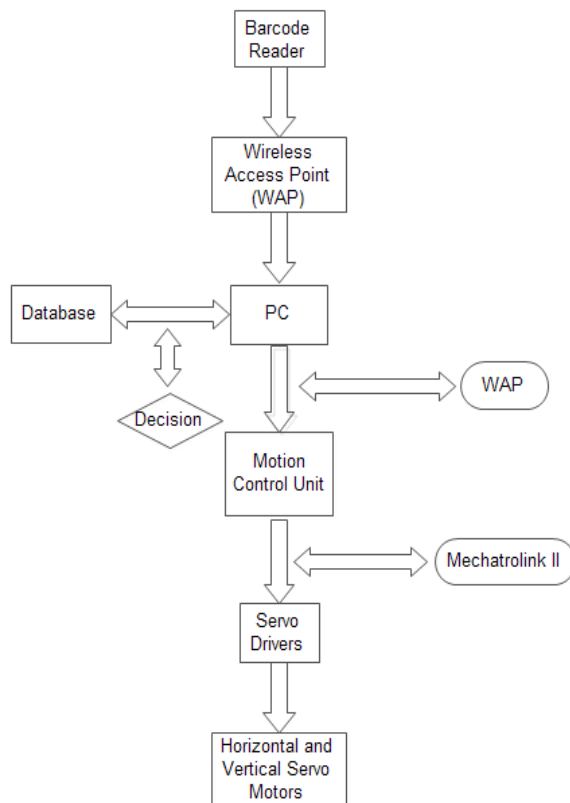 Barcode
Reader
Wireless
Access Point
(WAP)
Database
PC
WAP
Decision
Motion
Control Unit
Mechatrolink II
Servo
Drivers
Horizontal and
Vertical Servo
Motors